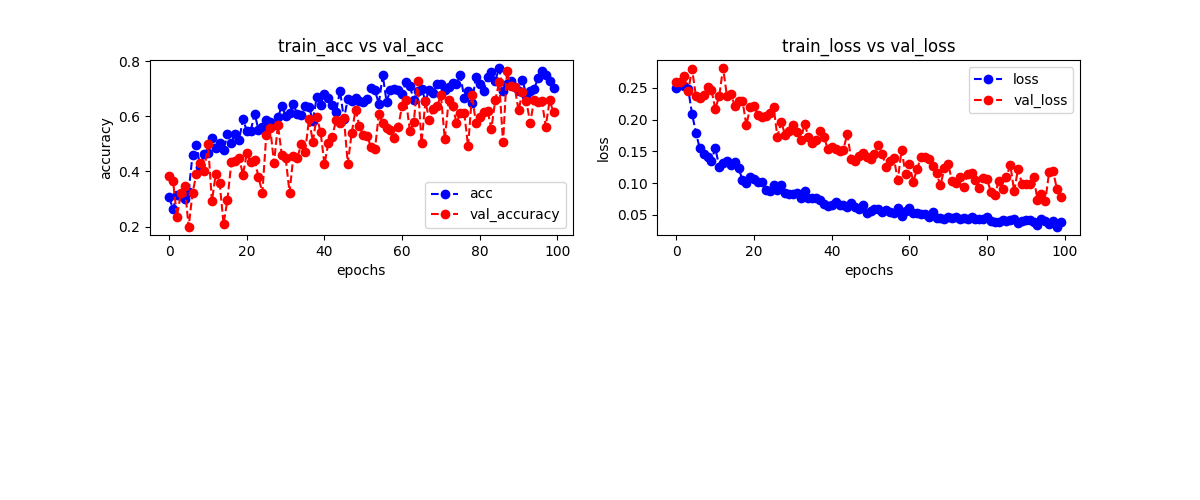 train_acc vs val_acc
accuracy
0.8
0.6
0.4
0.2
acc
val_accuracy
0 20 40 60 80 100
epochs
train_loss vs val_loss
loss
0.25
0.20
0.15
0.10
0.05
loss
val_loss
0 20 40 60 80 100
epochs